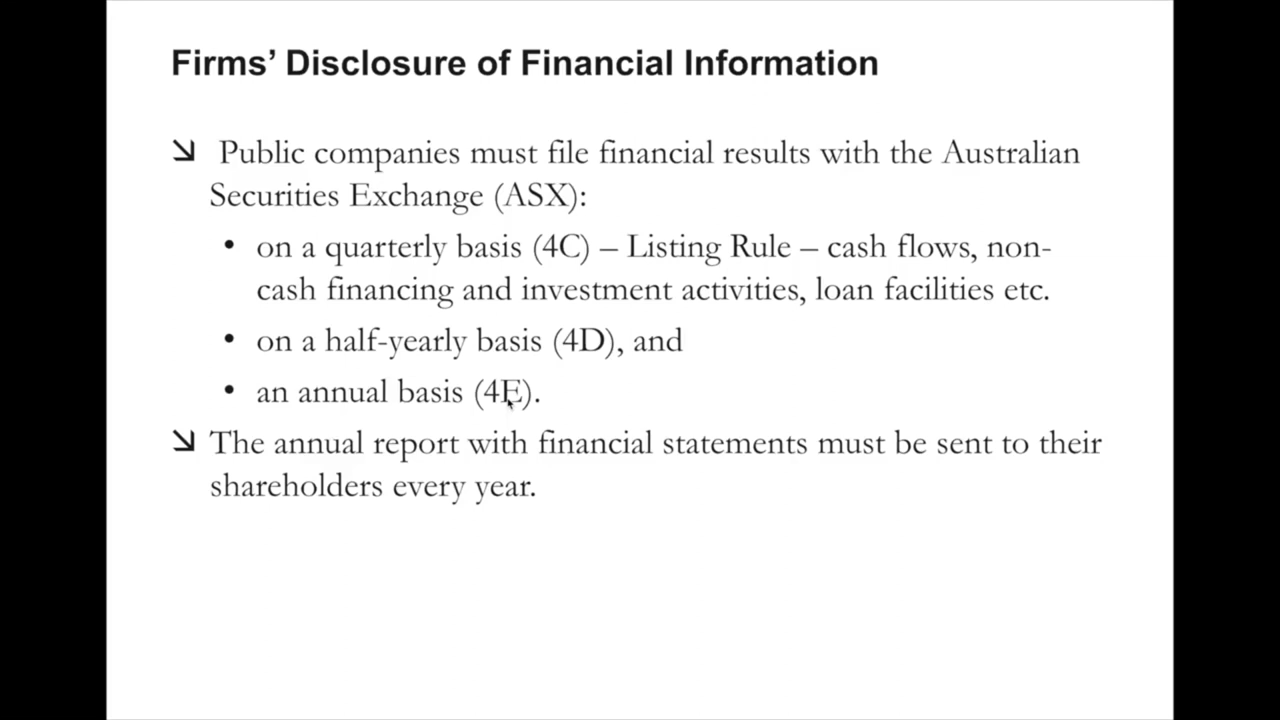 Firms’ Disclosure of Financial Information
Public companies must file financial results with the Australian
Securities Exchange (ASX):
• on a quarterly basis (4C) – Listing Rule – cash flows, non-
cash financing and investment activities, loan facilities etc.
• on a half-yearly basis (4D), and
• an annual basis (4E).
The annual report with financial statements must be sent to their
shareholders every year.